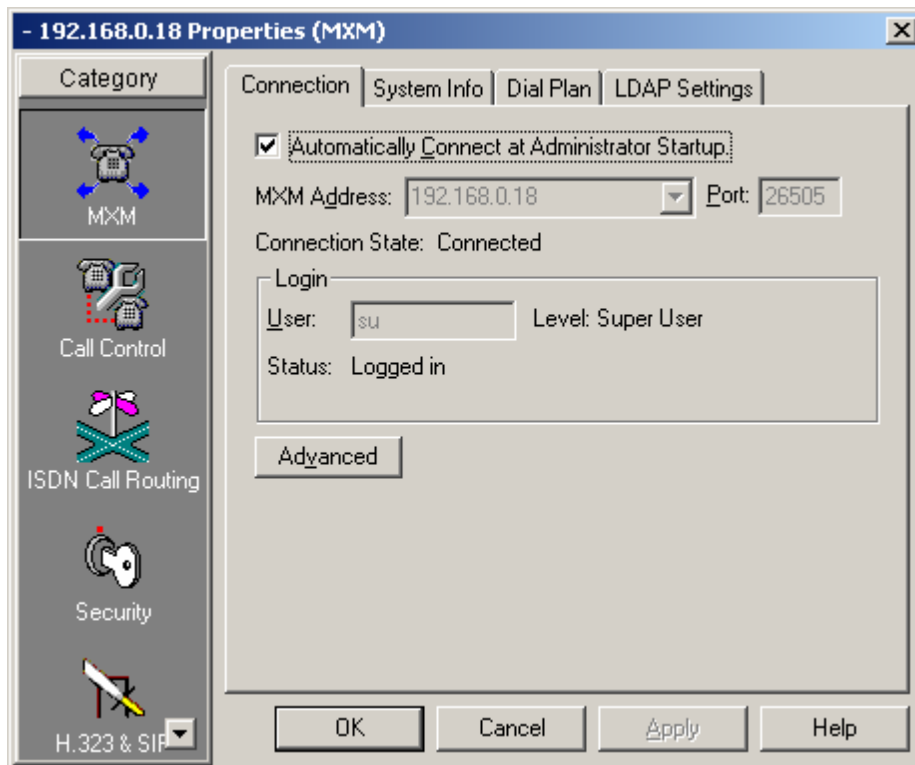 - 192.168.0.18 Properties (MXM)
Category
MXM
Call Control
ISDN Call Routing
Security
H.323 & SIP
Connection System Info Dial Plan LDAP Settings
Automatically Connect at Administrator Startup.
MXM Address: 192.168.0.18 Port: 26505
Connection State: Connected
Login
User: su Level: Super User
Status: Logged in
Advanced
OK Cancel Apply Help